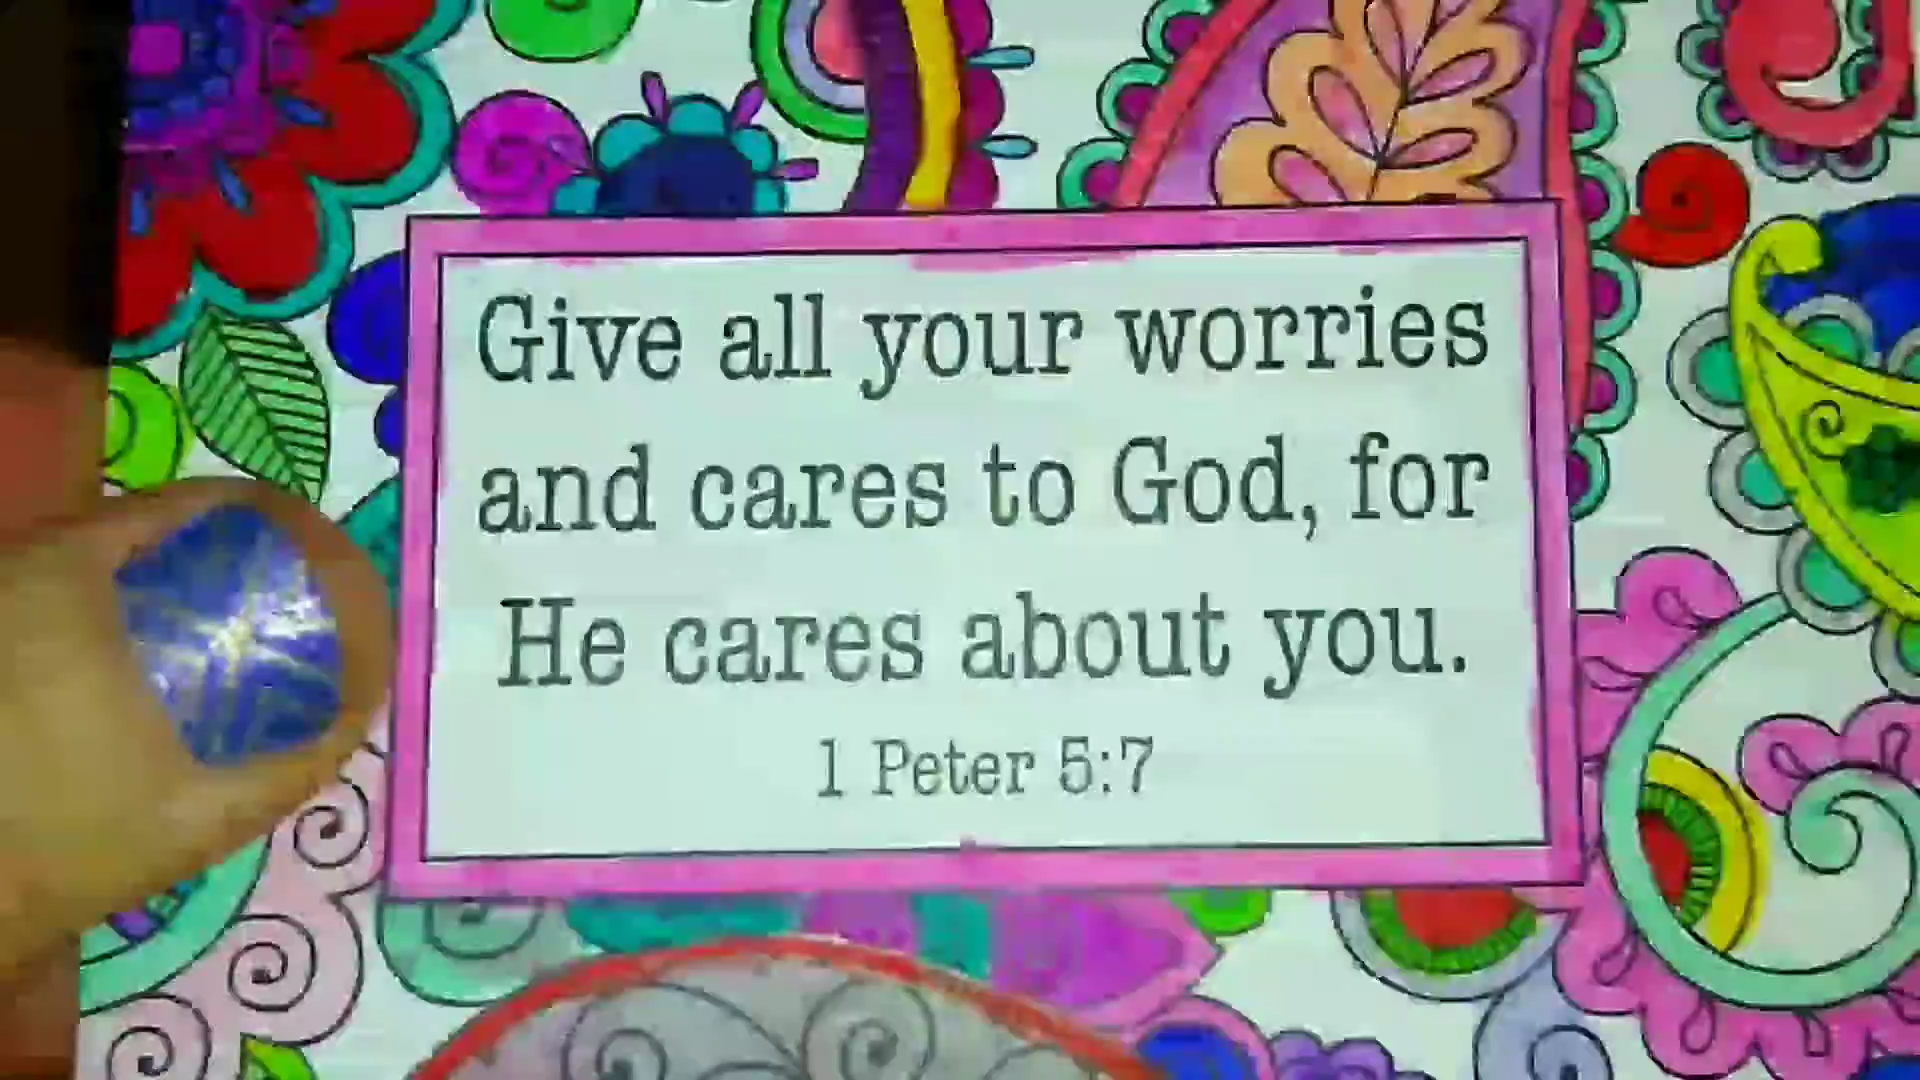 Give all your worries
and cares to God, for
He cares about you.
1 Peter 5:7